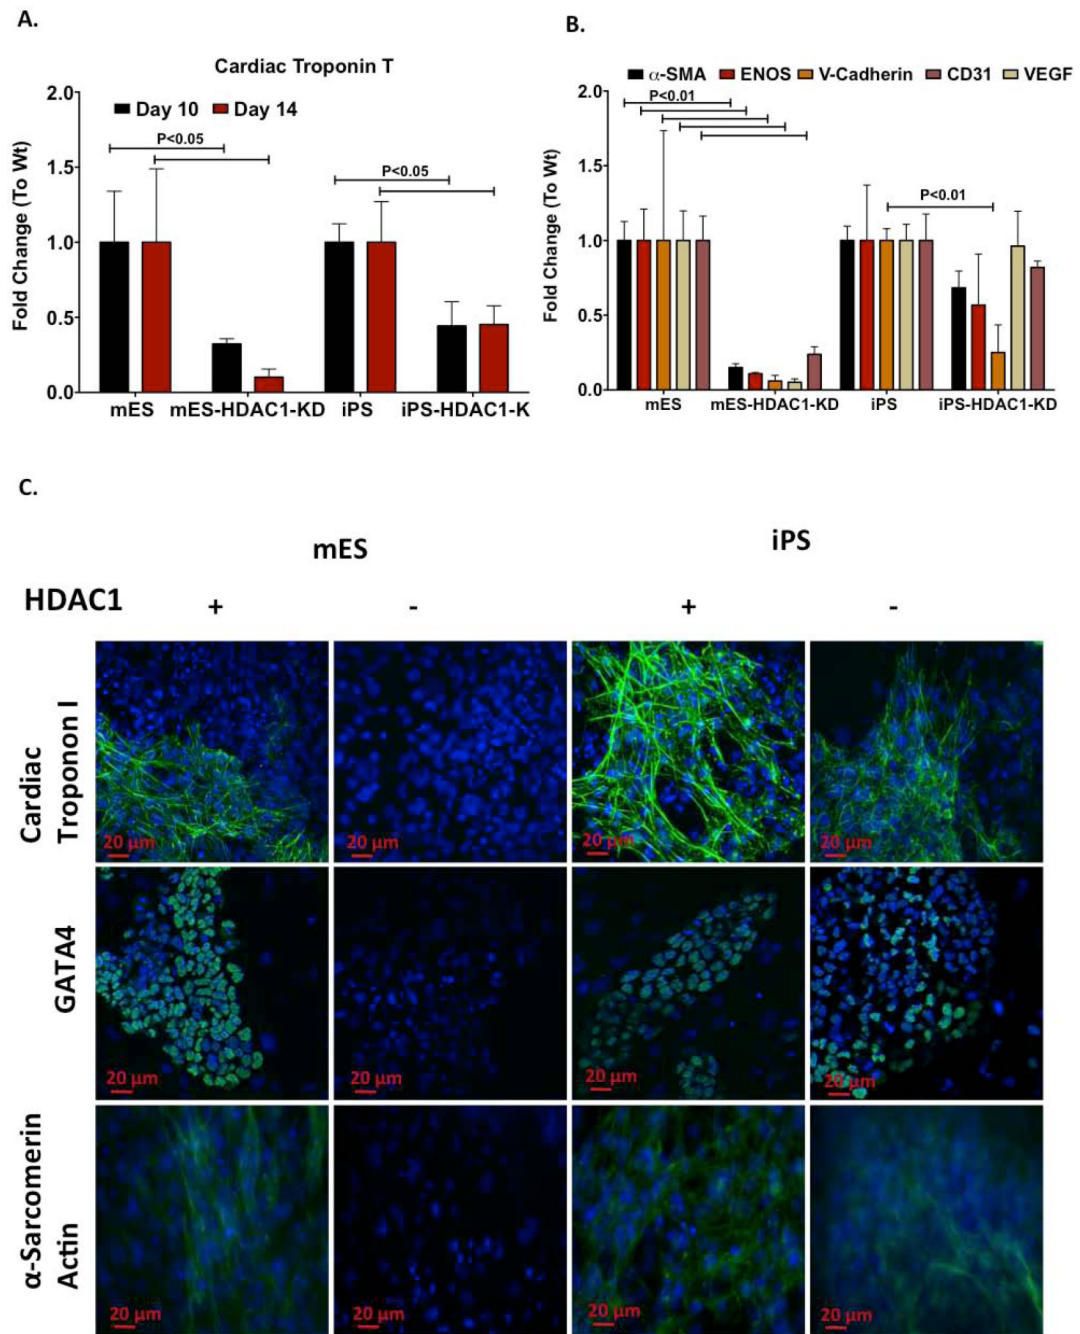 A.
Cardiac Troponin T
Day 10 Day 14
Fold Change (To Wt)
2.0
1.5
1.0
0.5
0.0
P<0.05
P<0.05
mES mES-HDAC1-KD iPS iPS-HDAC1-K
B.
α-SMA ENOS V-Cadherin CD31 VEGF
Fold Change (To Wt)
2.0
1.5
1.0
0.5
0.0
P<0.01
P<0.01
mES mES-HDAC1-KD iPS iPS-HDAC1-KD
C.
mES iPS
HDAC1 + - + -
Cardiac
Troponon I
20 μm 20 μm 20 μm 20 μm
GATA4
20 μm 20 μm 20 μm 20 μm
α-Sarcomerin
Actin
20 μm 20 μm 20 μm 20 μm